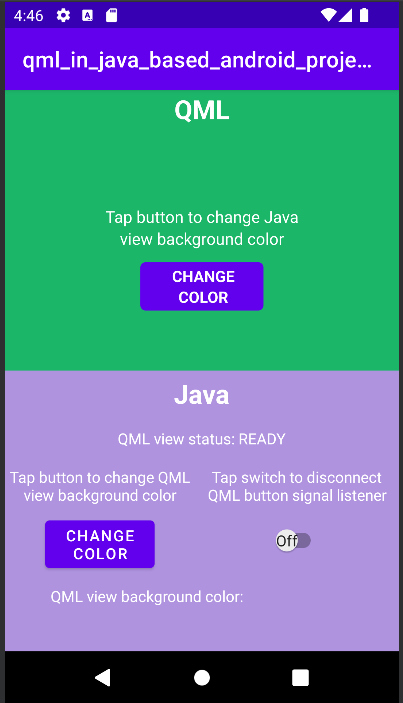 4:46
qml_in_java_based_android_proje...
QML
Tap button to change Java
view background color
CHANGE
COLOR
Java
QML view status: READY
Tap button to change QML
view background color
Tap switch to disconnect
QML button signal listener
CHANGE
COLOR
Off
QML view background color: